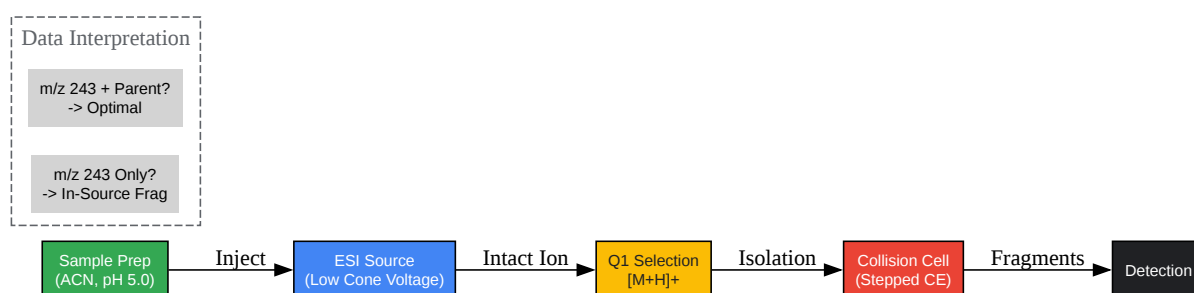 Data Interpretation
m/z 243 + Parent?
-> Optimal
m/z 243 Only?
-> In-Source Frag
Sample Prep
(ACN, pH 5.0)
Inject
ESI Source
(Low Cone Voltage)
Intact Ion
Q1 Selection
[M+H]+
Isolation
Collision Cell
(Stepped CE)
Fragments
Detection